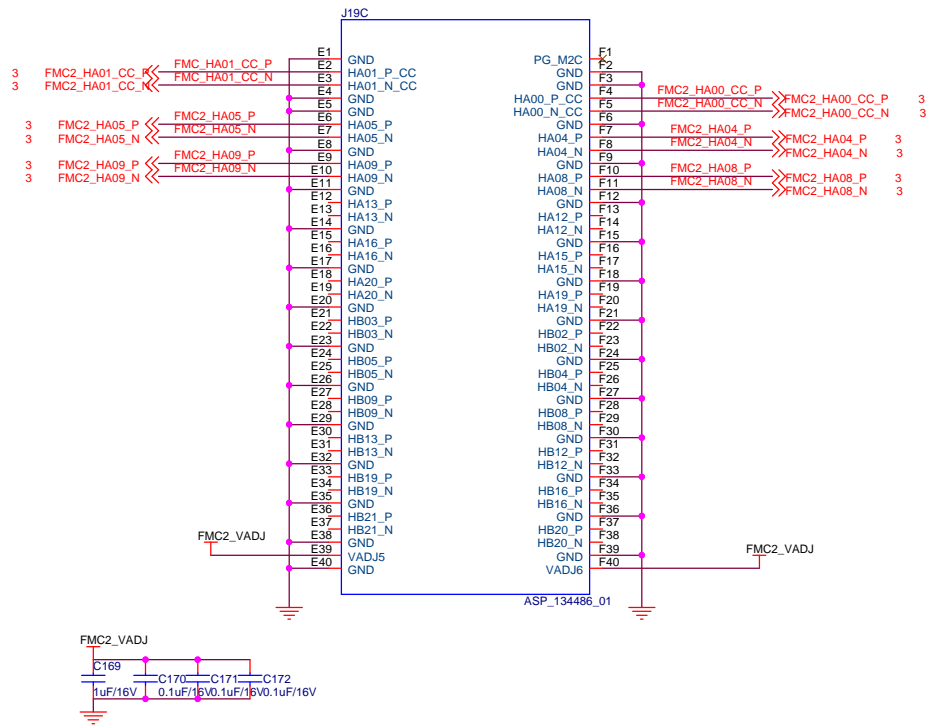 J19C
E1 GND PG_M2C F1
E2 HA01_P_CC GND F2
E3 HA01_N_CC GND F3
E4 GND HA00_P_CC F4
E5 GND HA00_N_CC F5
E6 HA05_P GND F6
E7 HA05_N HA04_P F7
E8 GND HA04_N F8
E9 HA09_P GND F9
E10 HA09_N HA08_P F10
E11 GND HA08_N F11
E12 HA13_P GND F12
E13 HA13_N HA12_P F13
E14 GND HA12_N F14
E15 HA16_P GND F15
E16 HA16_N HA15_P F16
E17 GND HA15_N F17
E18 HA20_P GND F18
E19 HA20_N HA19_P F19
E20 GND HA19_N F20
E21 HB03_P GND F21
E22 HB03_N HB02_P F22
E23 GND HB02_N F23
E24 HB05_P GND F24
E25 HB05_N HB04_P F25
E26 GND HB04_N F26
E27 HB09_P GND F27
E28 HB09_N HB08_P F28
E29 GND HB08_N F29
E30 HB13_P GND F30
E31 HB13_N HB12_P F31
E32 GND HB12_N F32
E33 HB19_P GND F33
E34 HB19_N HB16_P F34
E35 GND HB16_N F35
E36 HB21_P GND F36
E37 HB21_N HB20_P F37
E38 GND HB20_N F38
E39 VADJ5 GND F39
E40 GND VADJ6 F40
ASP_134486_01
3 FMC2_HA01_CC_P FMC_HA01_CC_P
3 FMC2_HA01_CC_N FMC_HA01_CC_N
3 FMC2_HA05_P FMC2_HA05_P
3 FMC2_HA05_N FMC2_HA05_N
3 FMC2_HA09_P FMC2_HA09_P
3 FMC2_HA09_N FMC2_HA09_N
FMC2_HA00_CC_P FMC2_HA00_CC_P 3
FMC2_HA00_CC_N FMC2_HA00_CC_N 3
FMC2_HA04_P FMC2_HA04_P 3
FMC2_HA04_N FMC2_HA04_N 3
FMC2_HA08_P FMC2_HA08_P 3
FMC2_HA08_N FMC2_HA08_N 3
FMC2_VADJ
FMC2_VADJ
FMC2_VADJ
C169 C170 C171 C172
1uF/16V 0.1uF/16V 0.1uF/16V 0.1uF/16V